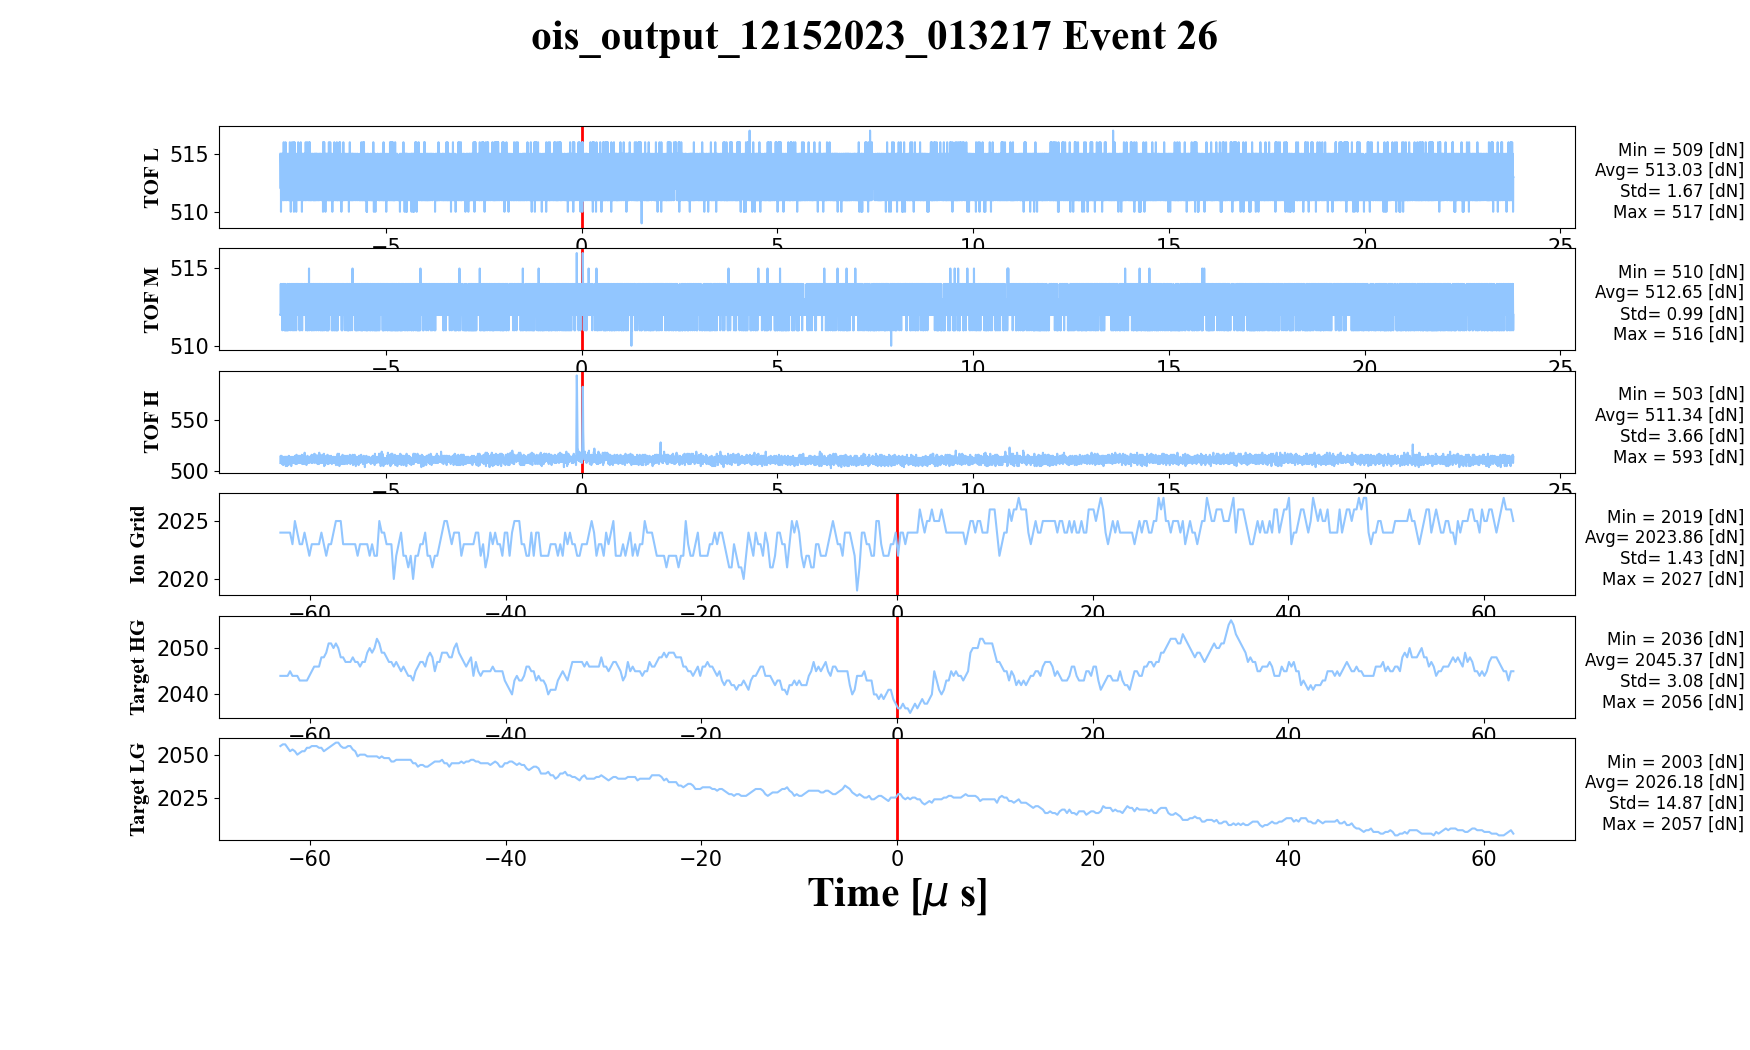 ois_output_12152023_013217 Event 26
TOF L
515
510
−5
0
5
10
15
20
25
Min = 509 [dN]
Avg= 513.03 [dN]
Std= 1.67 [dN]
Max = 517 [dN]
TOF M
515
510
−5
0
5
10
15
20
25
Min = 510 [dN]
Avg= 512.65 [dN]
Std= 0.99 [dN]
Max = 516 [dN]
TOF H
550
500
−5
0
5
10
15
20
25
Min = 503 [dN]
Avg= 511.34 [dN]
Std= 3.66 [dN]
Max = 593 [dN]
Ion Grid
2025
2020
−60
−40
−20
0
20
40
60
Min = 2019 [dN]
Avg= 2023.86 [dN]
Std= 1.43 [dN]
Max = 2027 [dN]
Target HG
2050
2040
−60
−40
−20
0
20
40
60
Min = 2036 [dN]
Avg= 2045.37 [dN]
Std= 3.08 [dN]
Max = 2056 [dN]
Target LG
2050
2025
−60
−40
−20
0
20
40
60
Min = 2003 [dN]
Avg= 2026.18 [dN]
Std= 14.87 [dN]
Max = 2057 [dN]
Time [μ s]